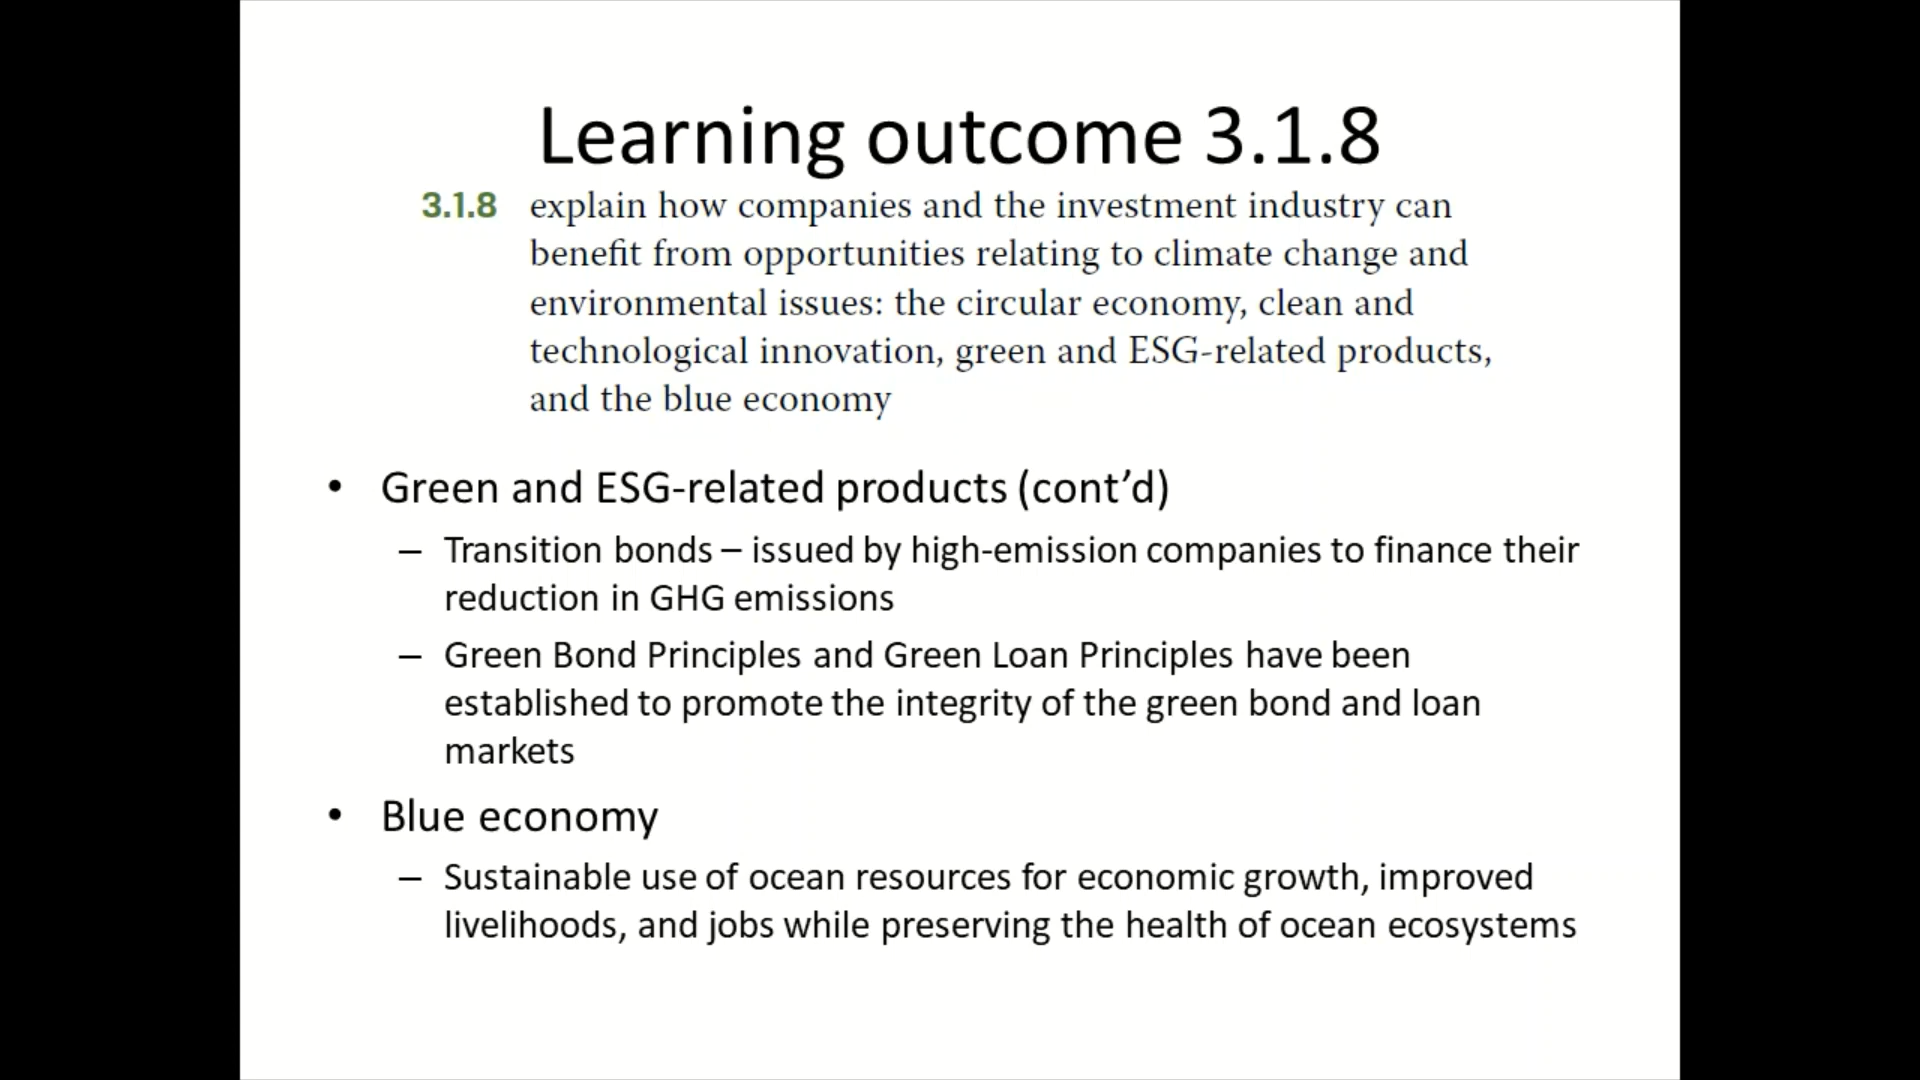 Learning outcome 3.1.8
3.1.8 explain how companies and the investment industry can
benefit from opportunities relating to climate change and
environmental issues: the circular economy, clean and
technological innovation, green and ESG-related products,
and the blue economy
• Green and ESG-related products (cont’d)
– Transition bonds – issued by high-emission companies to finance their
reduction in GHG emissions
– Green Bond Principles and Green Loan Principles have been
established to promote the integrity of the green bond and loan
markets
• Blue economy
– Sustainable use of ocean resources for economic growth, improved
livelihoods, and jobs while preserving the health of ocean ecosystems